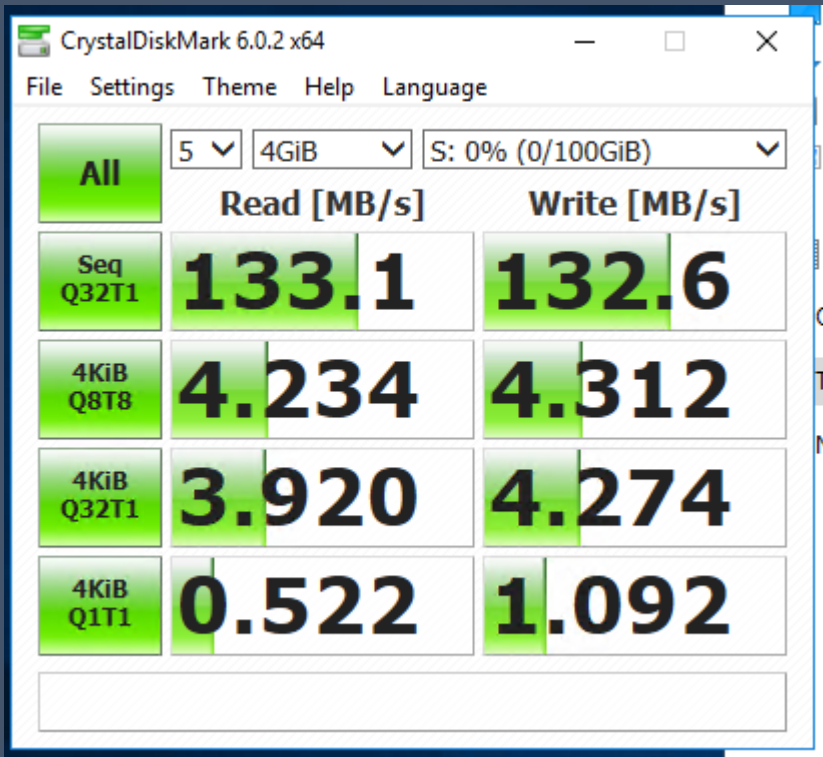 CrystalDiskMark 6.0.2 x64
File Settings Theme Help Language
All 5 4GiB S: 0% (0/100GiB)
Read [MB/s] Write [MB/s]
Seq
Q32T1 133.1 132.6
4KiB
Q8T8 4.234 4.312
4KiB
Q32T1 3.920 4.274
4KiB
Q1T1 0.522 1.092